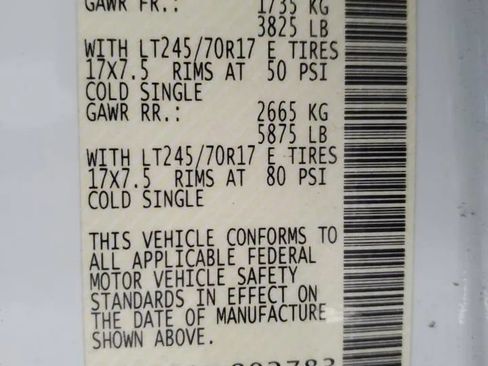 GAWR FR.: 1735 KG
3825 LB
WITH LT245/70R17 E TIRES
17X7.5 RIMS AT 50 PSI
COLD SINGLE
GAWR RR.: 2665 KG
5875 LB
WITH LT245/70R17 E TIRES
17X7.5 RIMS AT 80 PSI
COLD SINGLE
THIS VEHICLE CONFORMS TO
ALL APPLICABLE FEDERAL
MOTOR VEHICLE SAFETY
STANDARDS IN EFFECT ON
THE DATE OF MANUFACTURE
SHOWN ABOVE.